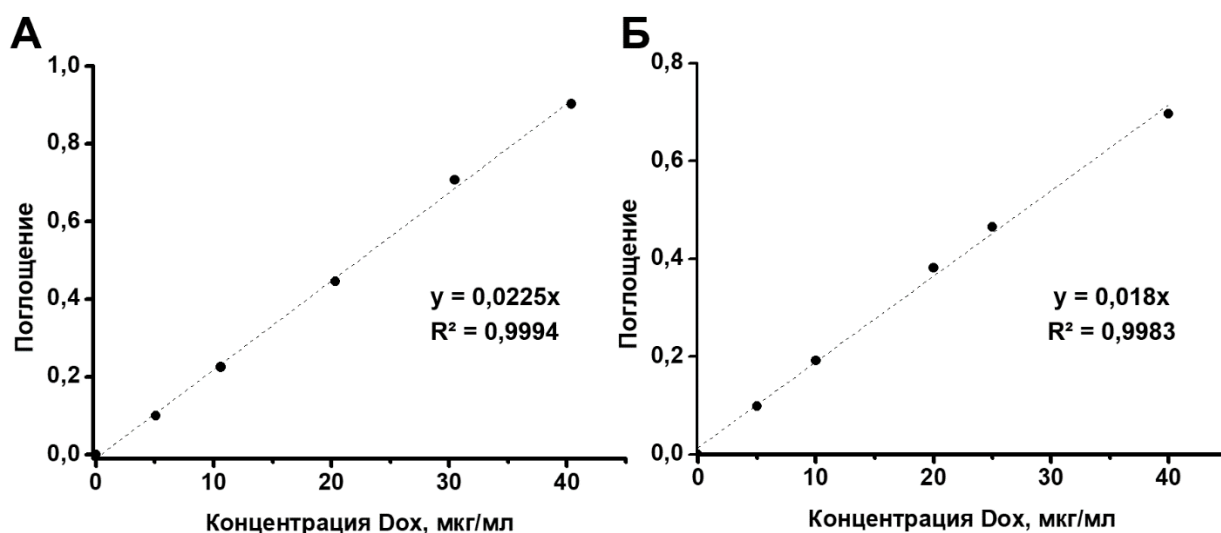 А
Поглощение
1,0
0,8
0,6
0,4
0,2
0,0
y = 0,0225x
R² = 0,9994
0 10 20 30 40
Концентрация Dox, мкг/мл
Б
Поглощение
0,8
0,6
0,4
0,2
0,0
y = 0,018x
R² = 0,9983
0 10 20 30 40
Концентрация Dox, мкг/мл